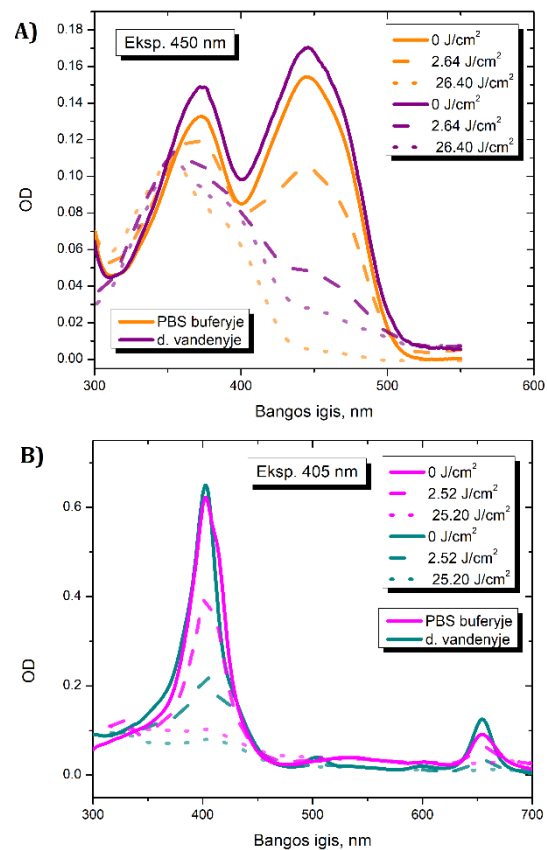 A)
Eksp. 450 nm
0 J/cm²
2.64 J/cm²
26.40 J/cm²
0 J/cm²
2.64 J/cm²
26.40 J/cm²
0.18
0.16
0.14
0.12
0.10
0.08
0.06
0.04
0.02
0.00
OD
PBS buferyje
d. vandenyje
300
400
500
600
Bangos igis, nm
B)
Eksp. 405 nm
0 J/cm²
2.52 J/cm²
25.20 J/cm²
0 J/cm²
2.52 J/cm²
25.20 J/cm²
PBS buferyje
d. vandenyje
0.6
0.4
0.2
0.0
OD
300
400
500
600
700
Bangos igis, nm